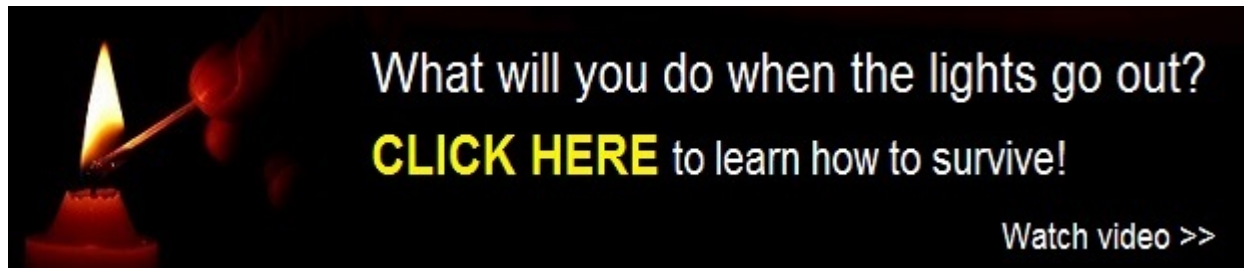 What will you do when the lights go out?
CLICK HERE to learn how to survive!
Watch video >>